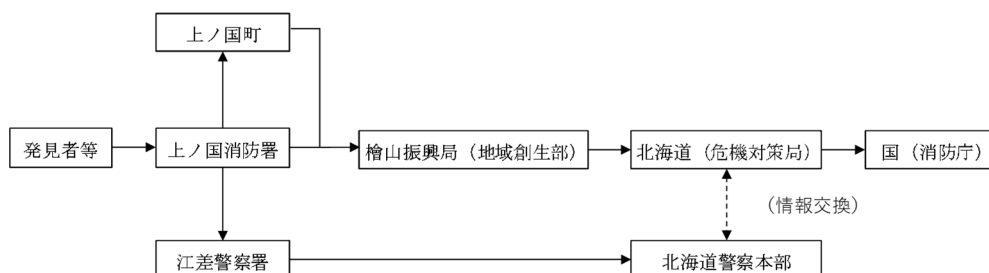 上ノ国町
発見者等
上ノ国消防署
檜山振興局（地域創生部）
北海道（危機対策局）
国（消防庁）
（情報交換）
江差警察署
北海道警察本部